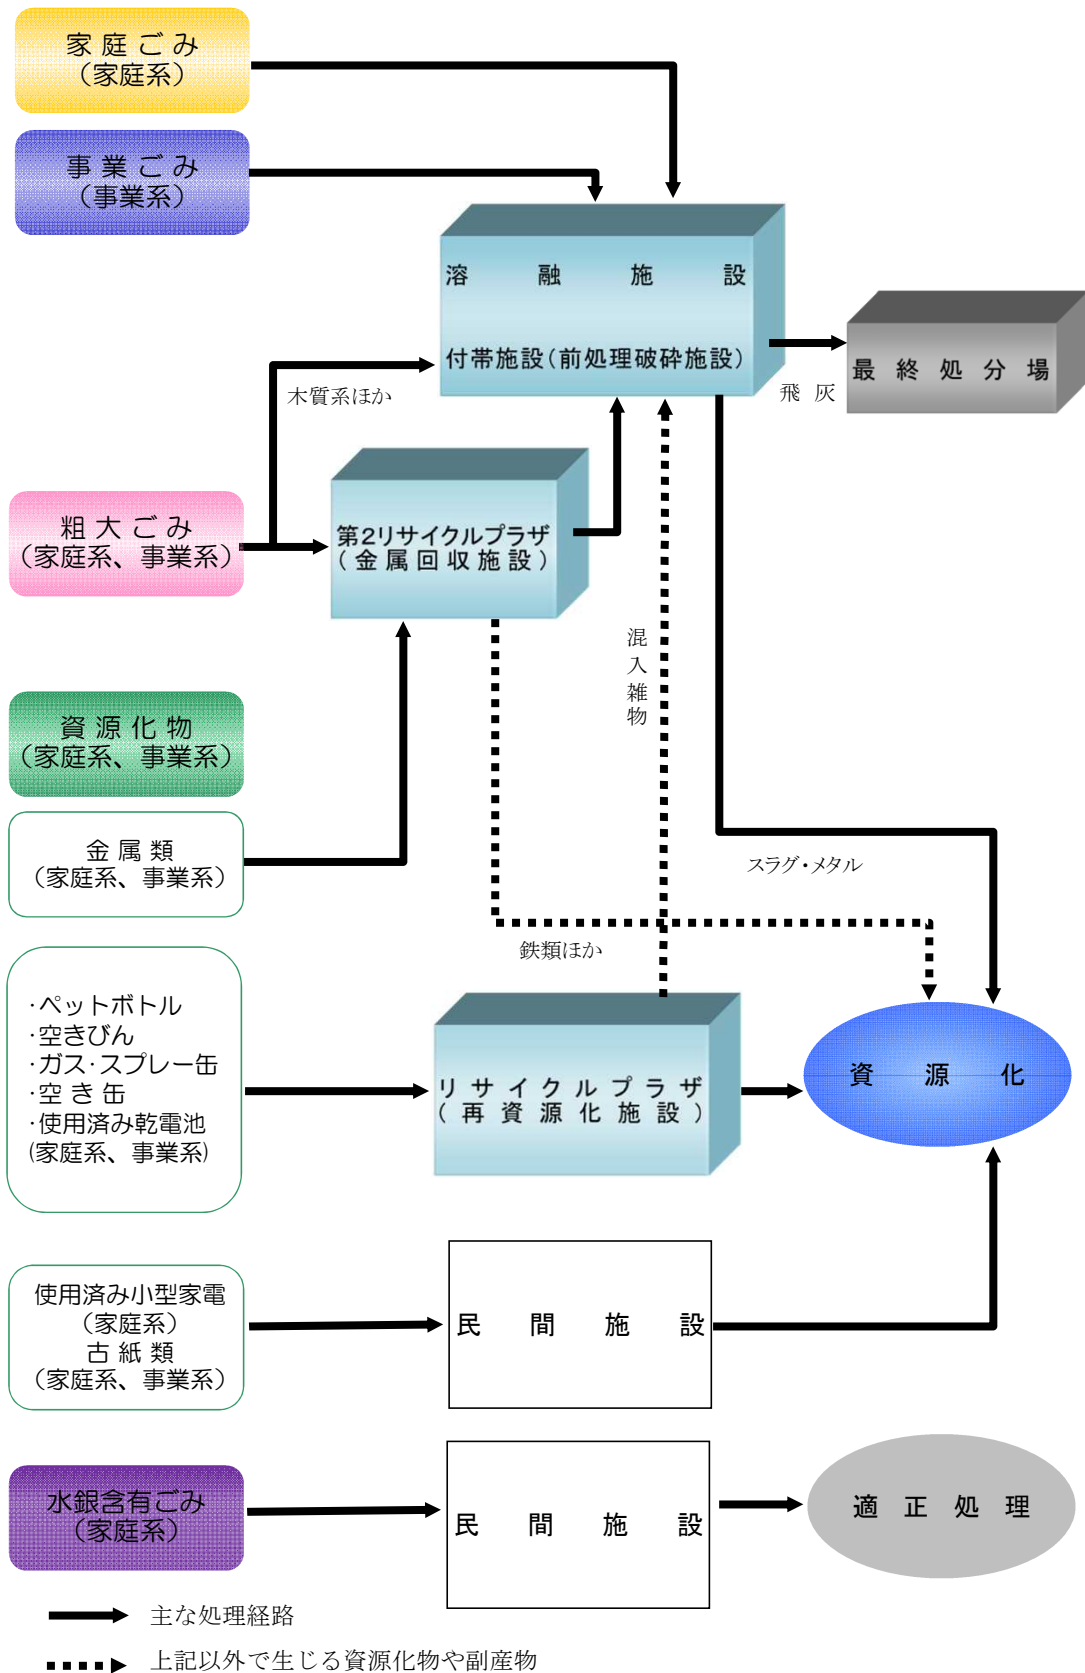 家庭ごみ
（家庭系）
事業ごみ
（事業系）
溶融施設
付帯施設（前処理破砕施設）
最終処分場
飛灰
木質系ほか
粗大ごみ
（家庭系、事業系）
第2リサイクルプラザ
（金属回収施設）
混入雑物
資源化物
（家庭系、事業系）
金属類
（家庭系、事業系）
スラグ・メタル
鉄類ほか
・ペットボトル
・空きびん
・ガス・スプレー缶
・空き缶
・使用済み乾電池
（家庭系、事業系）
リサイクルプラザ
（再資源化施設）
資源化
使用済み小型家電
（家庭系）
古紙類
（家庭系、事業系）
民間施設
水銀含有ごみ
（家庭系）
民間施設
適正処理
主な処理経路
上記以外で生じる資源化物や副産物